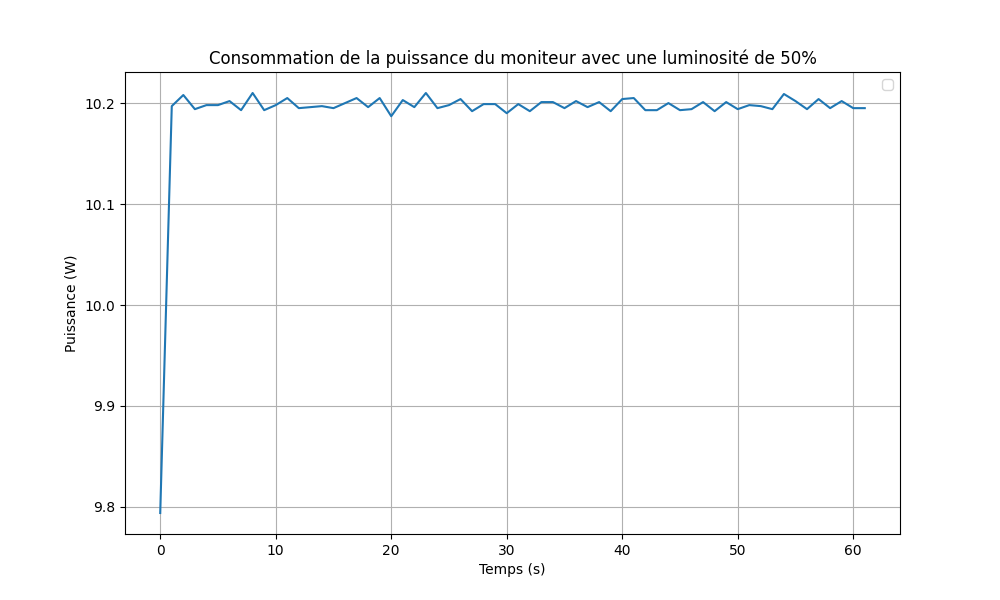 Consommation de la puissance du moniteur avec une luminosité de 50%
10.2
10.1
10.0
9.9
9.8
Puissance (W)
0 10 20 30 40 50 60
Temps (s)